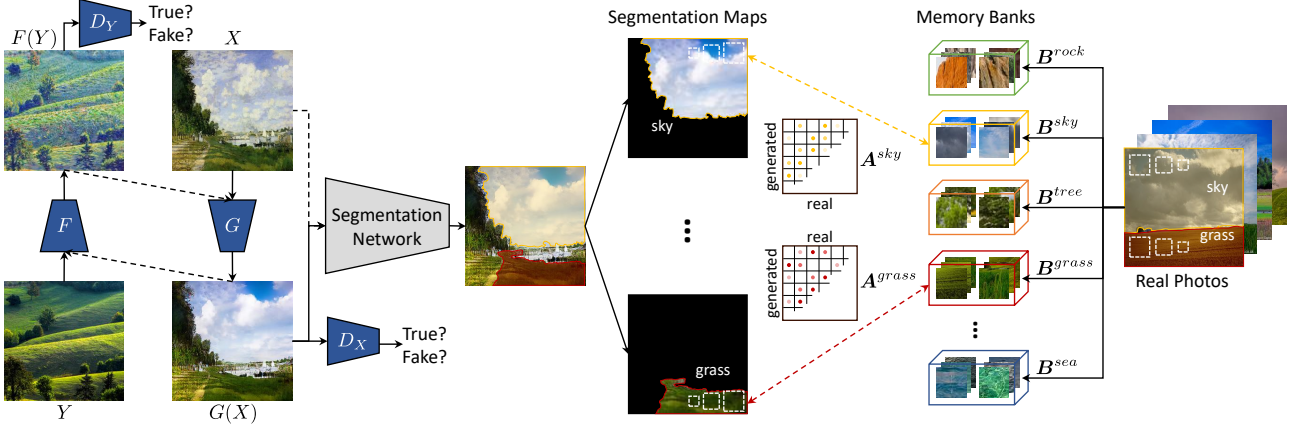 D_Y
True?
Fake?
F(Y)
X
F
G
Y
G(X)
Segmentation
Network
D_X
True?
Fake?
Segmentation Maps
sky
generated
A^{sky}
real
real
generated
A^{grass}
grass
Memory Banks
B^{rock}
B^{sky}
B^{tree}
B^{grass}
B^{sea}
sky
grass
Real Photos